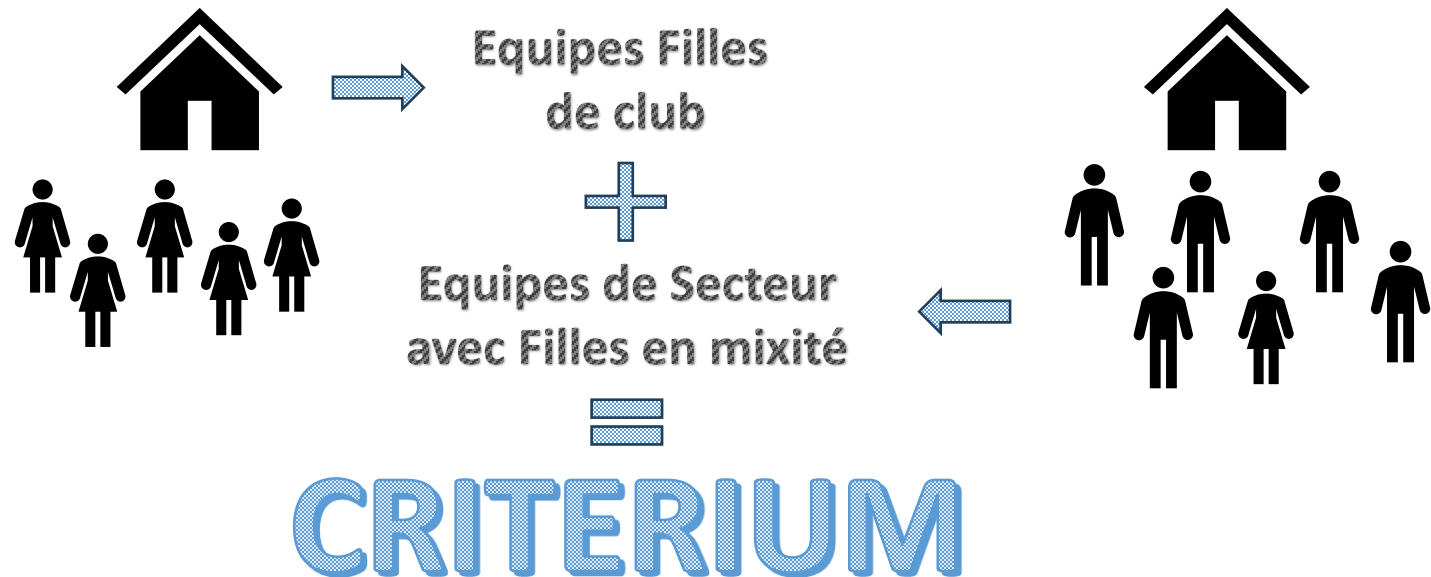 Equipes Filles
de club
Equipes de Secteur
avec Filles en mixité
CRITERIUM